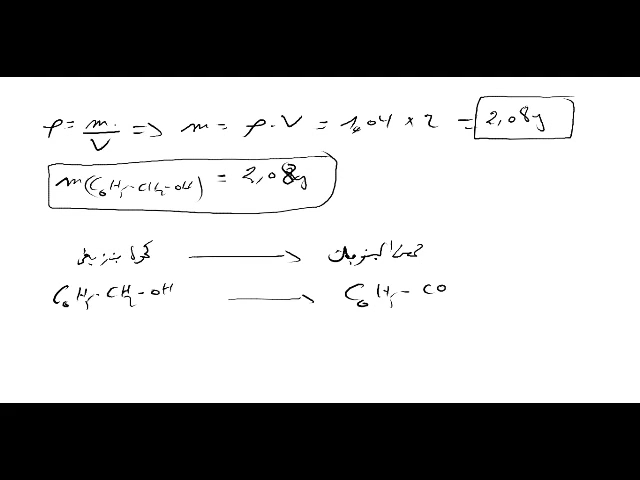 ρ = m/V => m = ρ.V = 1,04 × 2 = 2,08g
m(C6H5-CH2-OH) = 2,08g
كحول بنزيلي → حمض البنزويك
C6H5-CH2-OH → C6H5-CO